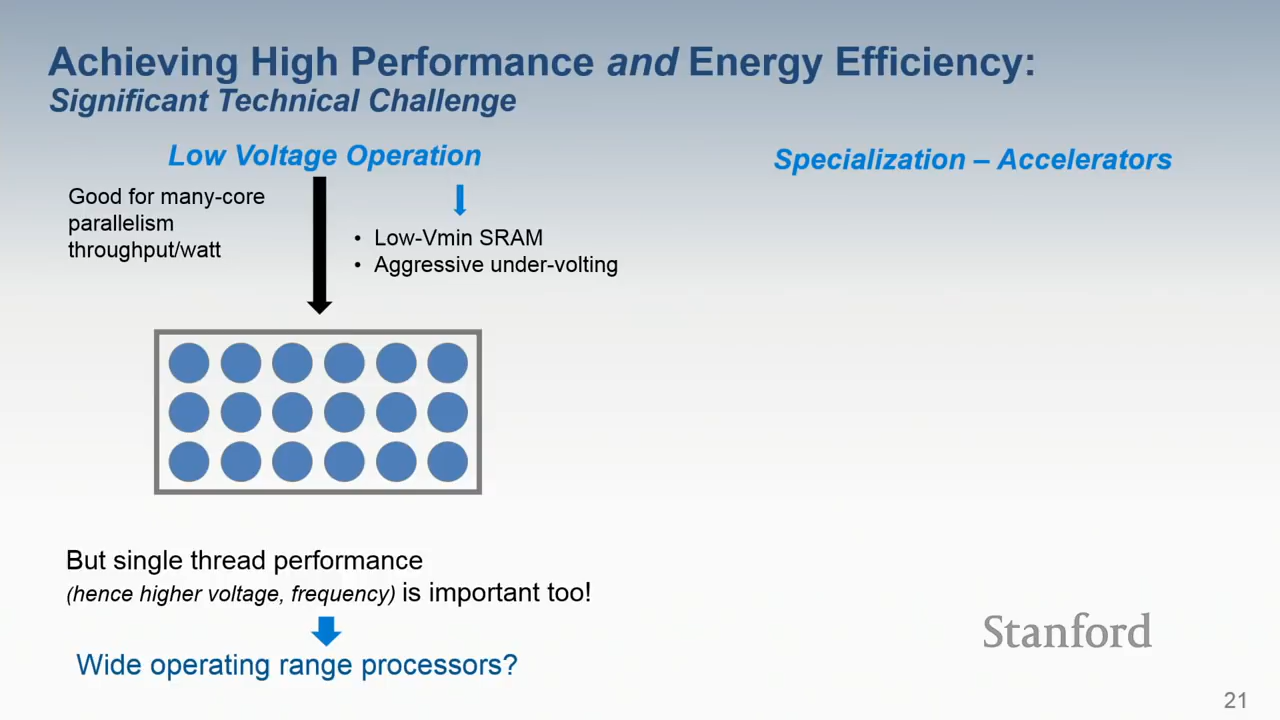 Achieving High Performance and Energy Efficiency:
Significant Technical Challenge
Low Voltage Operation
Good for many-core
parallelism
throughput/watt
• Low-Vmin SRAM
• Aggressive under-volting
But single thread performance
(hence higher voltage, frequency) is important too!
Wide operating range processors?
Specialization – Accelerators
Stanford
21